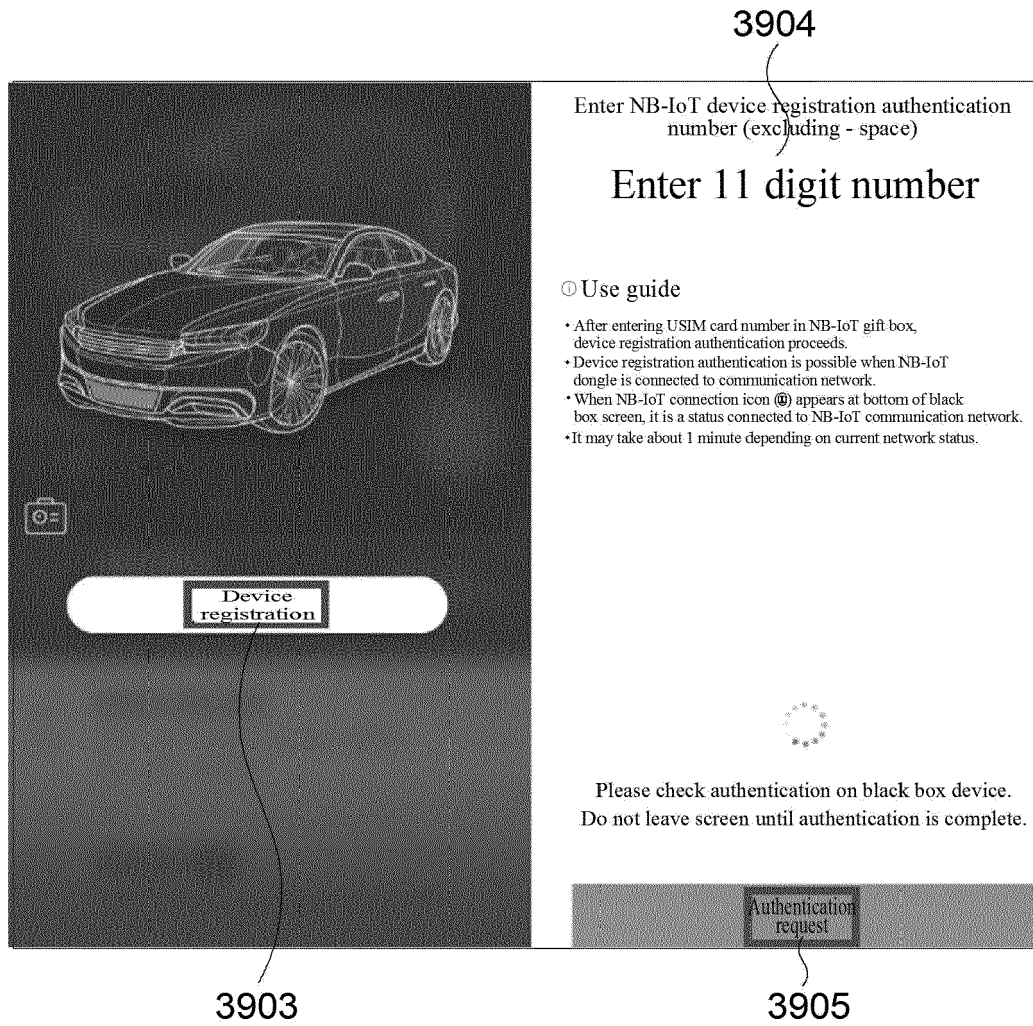 3904
Enter NB-IoT device registration authentication
number (excluding - space)
Enter 11 digit number
Use guide
• After entering USIM card number in NB-IoT gift box,
device registration authentication proceeds.
• Device registration authentication is possible when NB-IoT
dongle is connected to communication network.
• When NB-IoT connection icon ( ) appears at bottom of black
box screen, it is a status connected to NB-IoT communication network.
• It may take about 1 minute depending on current network status.
Device
registration
Please check authentication on black box device.
Do not leave screen until authentication is complete.
Authentication
request
3903
3905